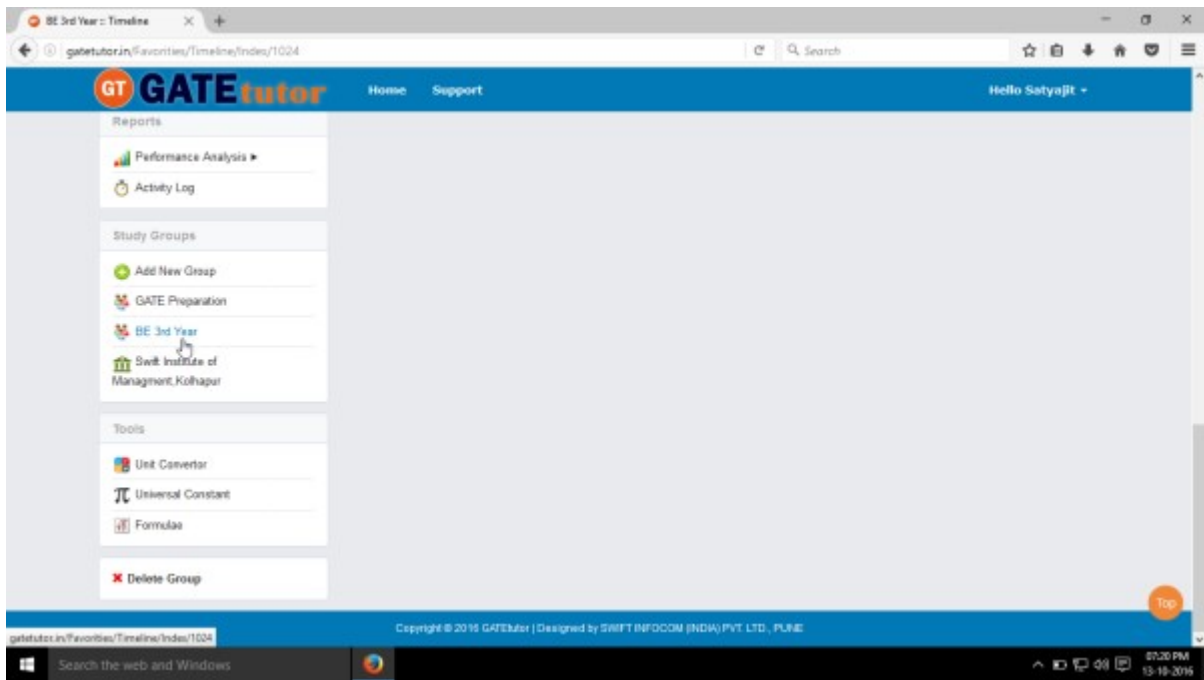 BE 3rd Year :: Timeline
gatetutor.in/Favorities/Timeline/Index/1024
Search
GT GATEtutor
Home Support
Hello Satyajit
Reports
Performance Analysis
Activity Log
Study Groups
Add New Group
GATE Preparation
BE 3rd Year
Swift Institute of
Managment,Kolhapur
Tools
Unit Convertor
π Universal Constant
Formulae
Delete Group
Top
Copyright © 2016 GATEtutor | Designed by SWIFT INFOCOM (INDIA) PVT. LTD., PUNE
gatetutor.in/Favorities/Timeline/Index/1024
Search the web and Windows
07:20 PM
13-10-2016